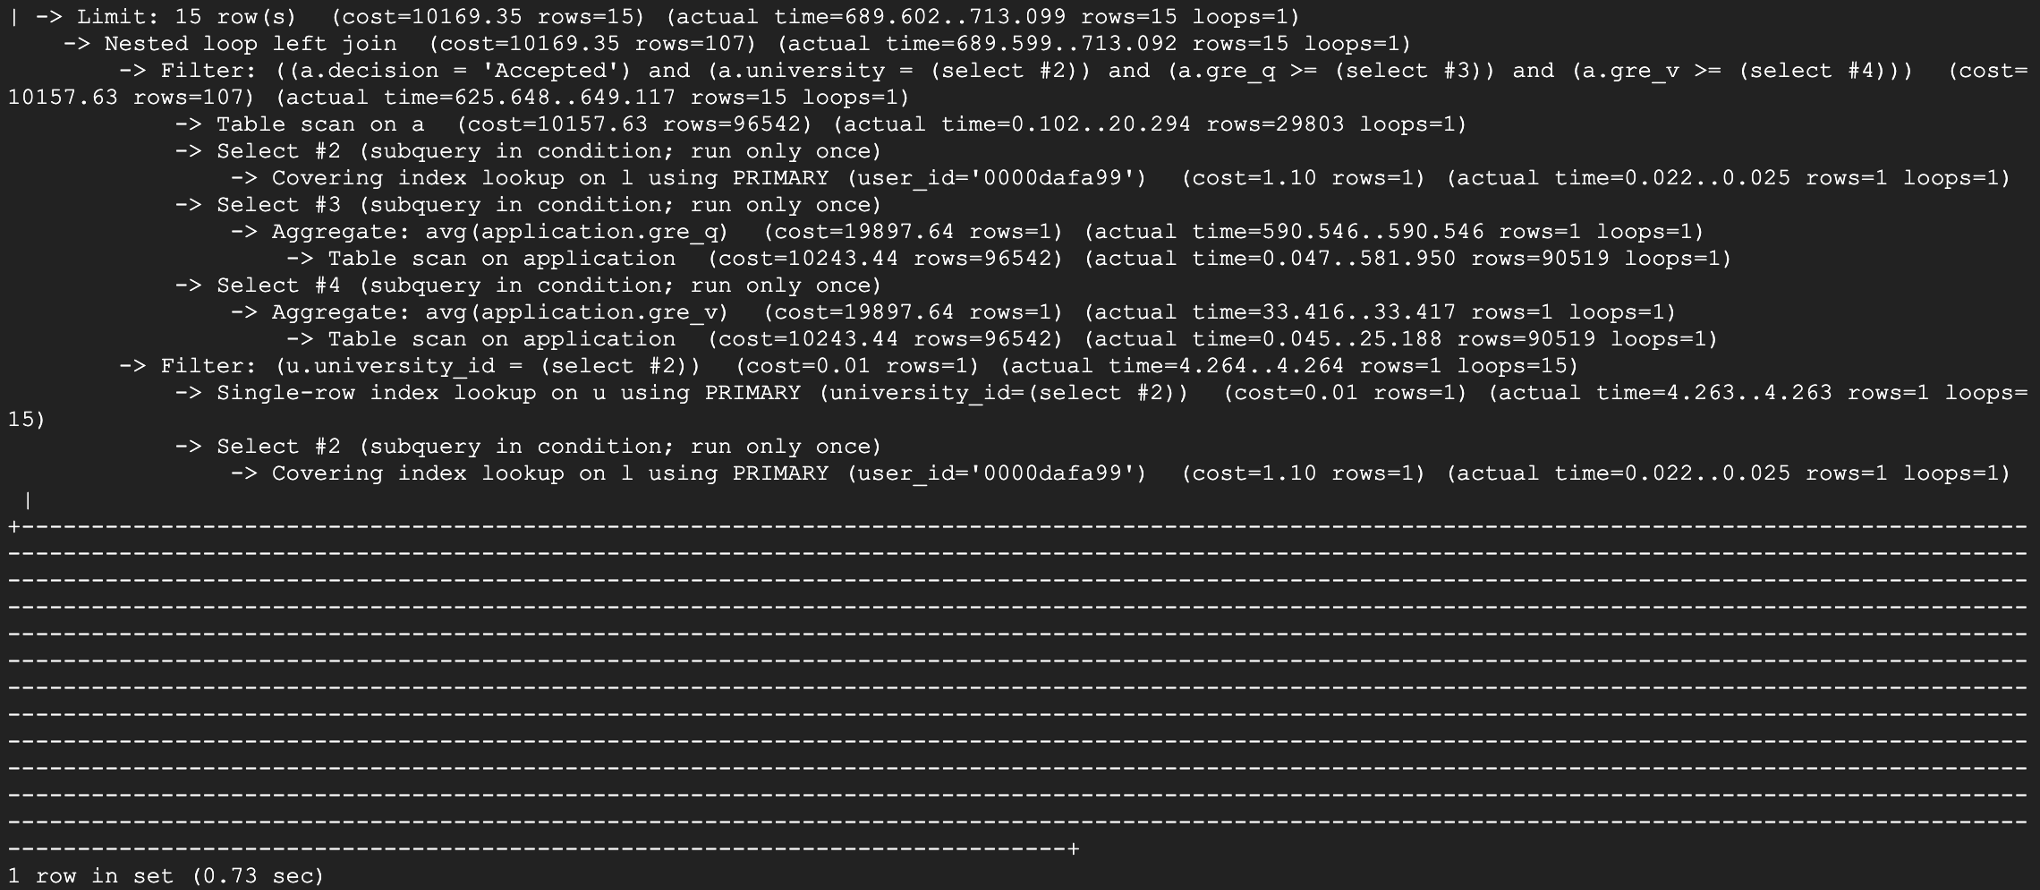 | -> Limit: 15 row(s)  (cost=10169.35 rows=15) (actual time=689.602..713.099 rows=15 loops=1)
    -> Nested loop left join  (cost=10169.35 rows=107) (actual time=689.599..713.092 rows=15 loops=1)
        -> Filter: ((a.decision = 'Accepted') and (a.university = (select #2)) and (a.gre_q >= (select #3)) and (a.gre_v >= (select #4)))  (cost=
10157.63 rows=107) (actual time=625.648..649.117 rows=15 loops=1)
            -> Table scan on a  (cost=10157.63 rows=96542) (actual time=0.102..20.294 rows=29803 loops=1)
            -> Select #2 (subquery in condition; run only once)
                -> Covering index lookup on l using PRIMARY (user_id='0000dafa99')  (cost=1.10 rows=1) (actual time=0.022..0.025 rows=1 loops=1)
            -> Select #3 (subquery in condition; run only once)
                -> Aggregate: avg(application.gre_q)  (cost=19897.64 rows=1) (actual time=590.546..590.546 rows=1 loops=1)
                    -> Table scan on application  (cost=10243.44 rows=96542) (actual time=0.047..581.950 rows=90519 loops=1)
            -> Select #4 (subquery in condition; run only once)
                -> Aggregate: avg(application.gre_v)  (cost=19897.64 rows=1) (actual time=33.416..33.417 rows=1 loops=1)
                    -> Table scan on application  (cost=10243.44 rows=96542) (actual time=0.045..25.188 rows=90519 loops=1)
        -> Filter: (u.university_id = (select #2))  (cost=0.01 rows=1) (actual time=4.264..4.264 rows=1 loops=15)
            -> Single-row index lookup on u using PRIMARY (university_id=(select #2))  (cost=0.01 rows=1) (actual time=4.263..4.263 rows=1 loops=
15)
            -> Select #2 (subquery in condition; run only once)
                -> Covering index lookup on l using PRIMARY (user_id='0000dafa99')  (cost=1.10 rows=1) (actual time=0.022..0.025 rows=1 loops=1)
 |
1 row in set (0.73 sec)